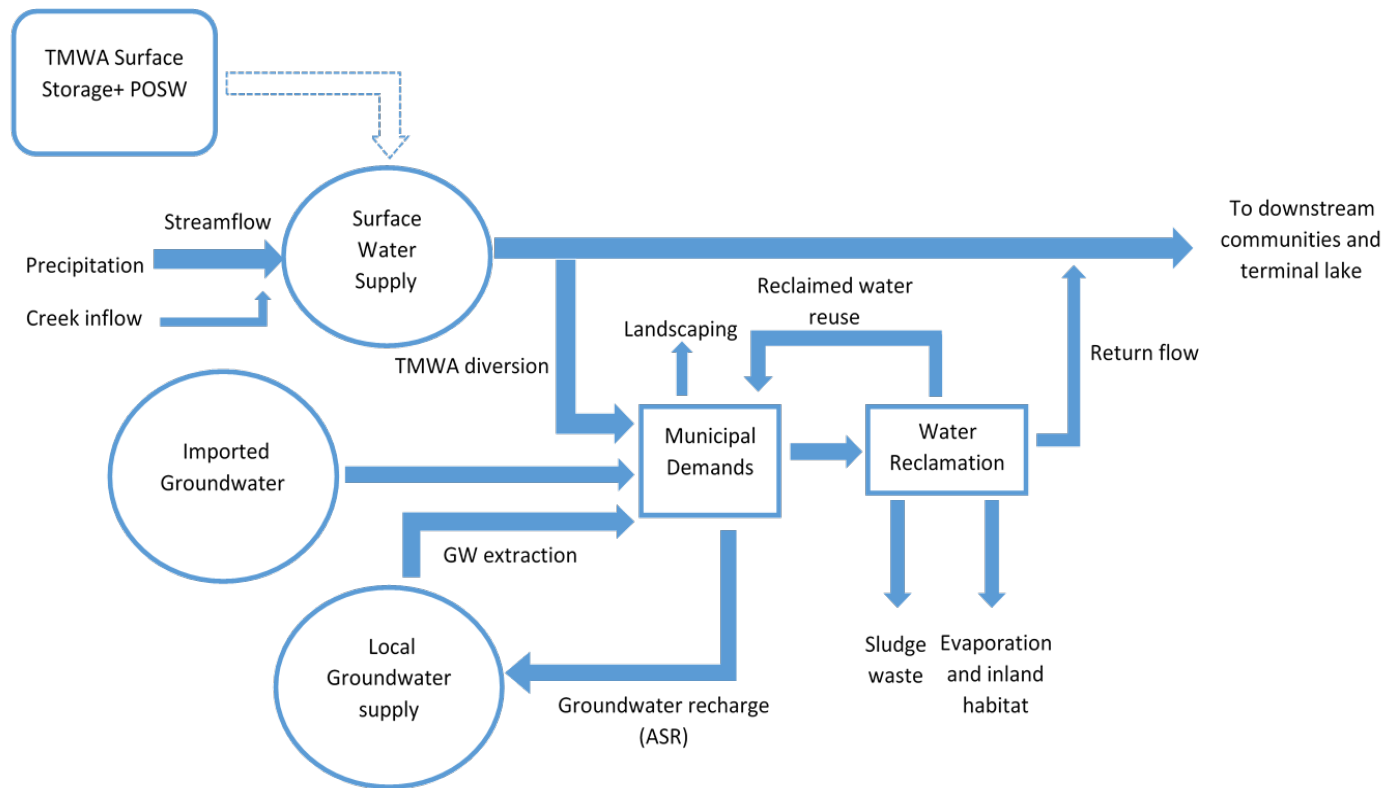 TMWA Surface
Storage+ POSW
Streamflow
Precipitation
Creek inflow
Surface
Water
Supply
To downstream
communities and
terminal lake
Reclaimed water
reuse
Landscaping
TMWA diversion
Return flow
Imported
Groundwater
Municipal
Demands
Water
Reclamation
GW extraction
Local
Groundwater
supply
Groundwater recharge
(ASR)
Sludge
waste
Evaporation
and inland
habitat